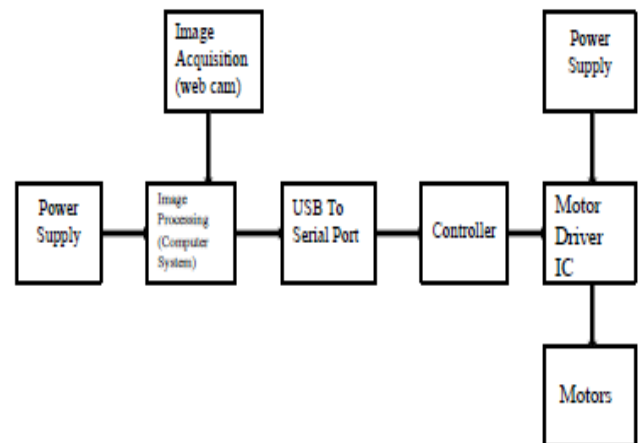 Image
Acquisition
(web cam)
Power
Supply
Power
Supply
Image
Processing
(Computer
System)
USB To
Serial Port
Controller
Motor
Driver
IC
Motors